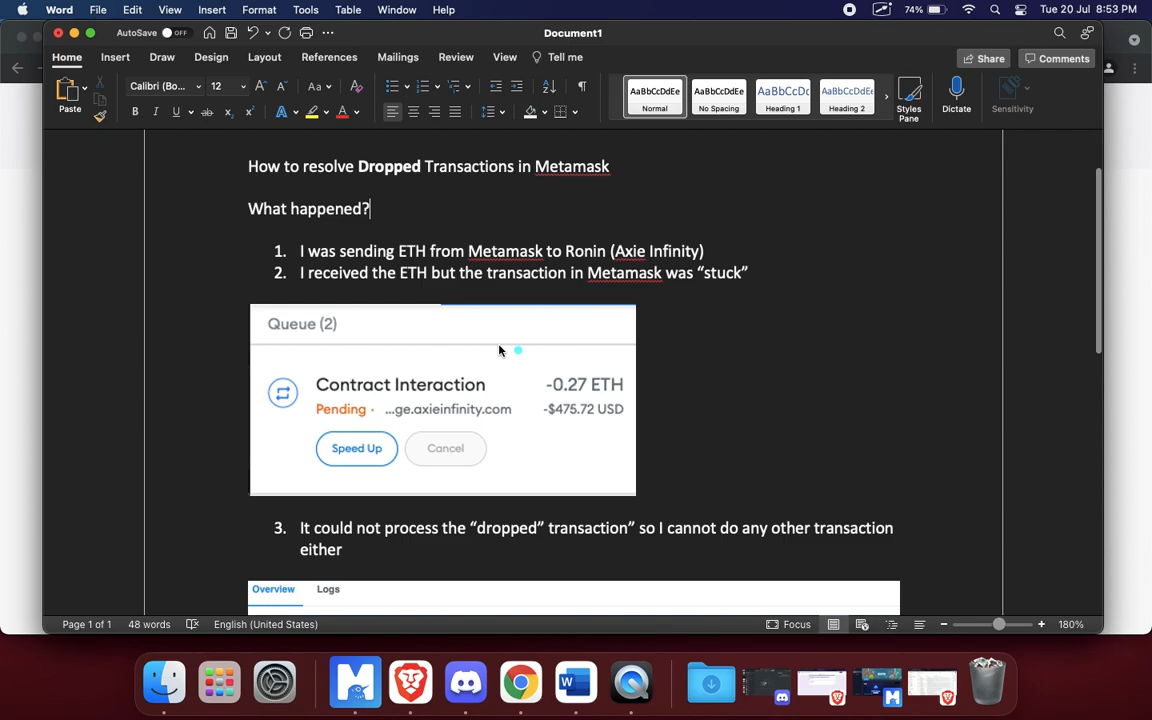 Word File Edit View Insert Format Tools Table Window Help 74% Tue 20 Jul 8:53 PM
AutoSave OFF Document1
Home Insert Draw Design Layout References Mailings Review View Tell me Share Comments
Paste Calibri (Bo... 12 Aa AaBbCcDdEe Normal AaBbCcDdEe No Spacing AaBbCcDc Heading 1 AaBbCcDdEe Heading 2 Styles Pane Dictate Sensitivity
How to resolve Dropped Transactions in Metamask
What happened?
1. I was sending ETH from Metamask to Ronin (Axie Infinity)
2. I received the ETH but the transaction in Metamask was “stuck”
Queue (2)
Contract Interaction -0.27 ETH
Pending · ...ge.axieinfinity.com -$475.72 USD
Speed Up Cancel
3. It could not process the “dropped” transaction” so I cannot do any other transaction
either
Overview Logs
Page 1 of 1 48 words English (United States) Focus 180%